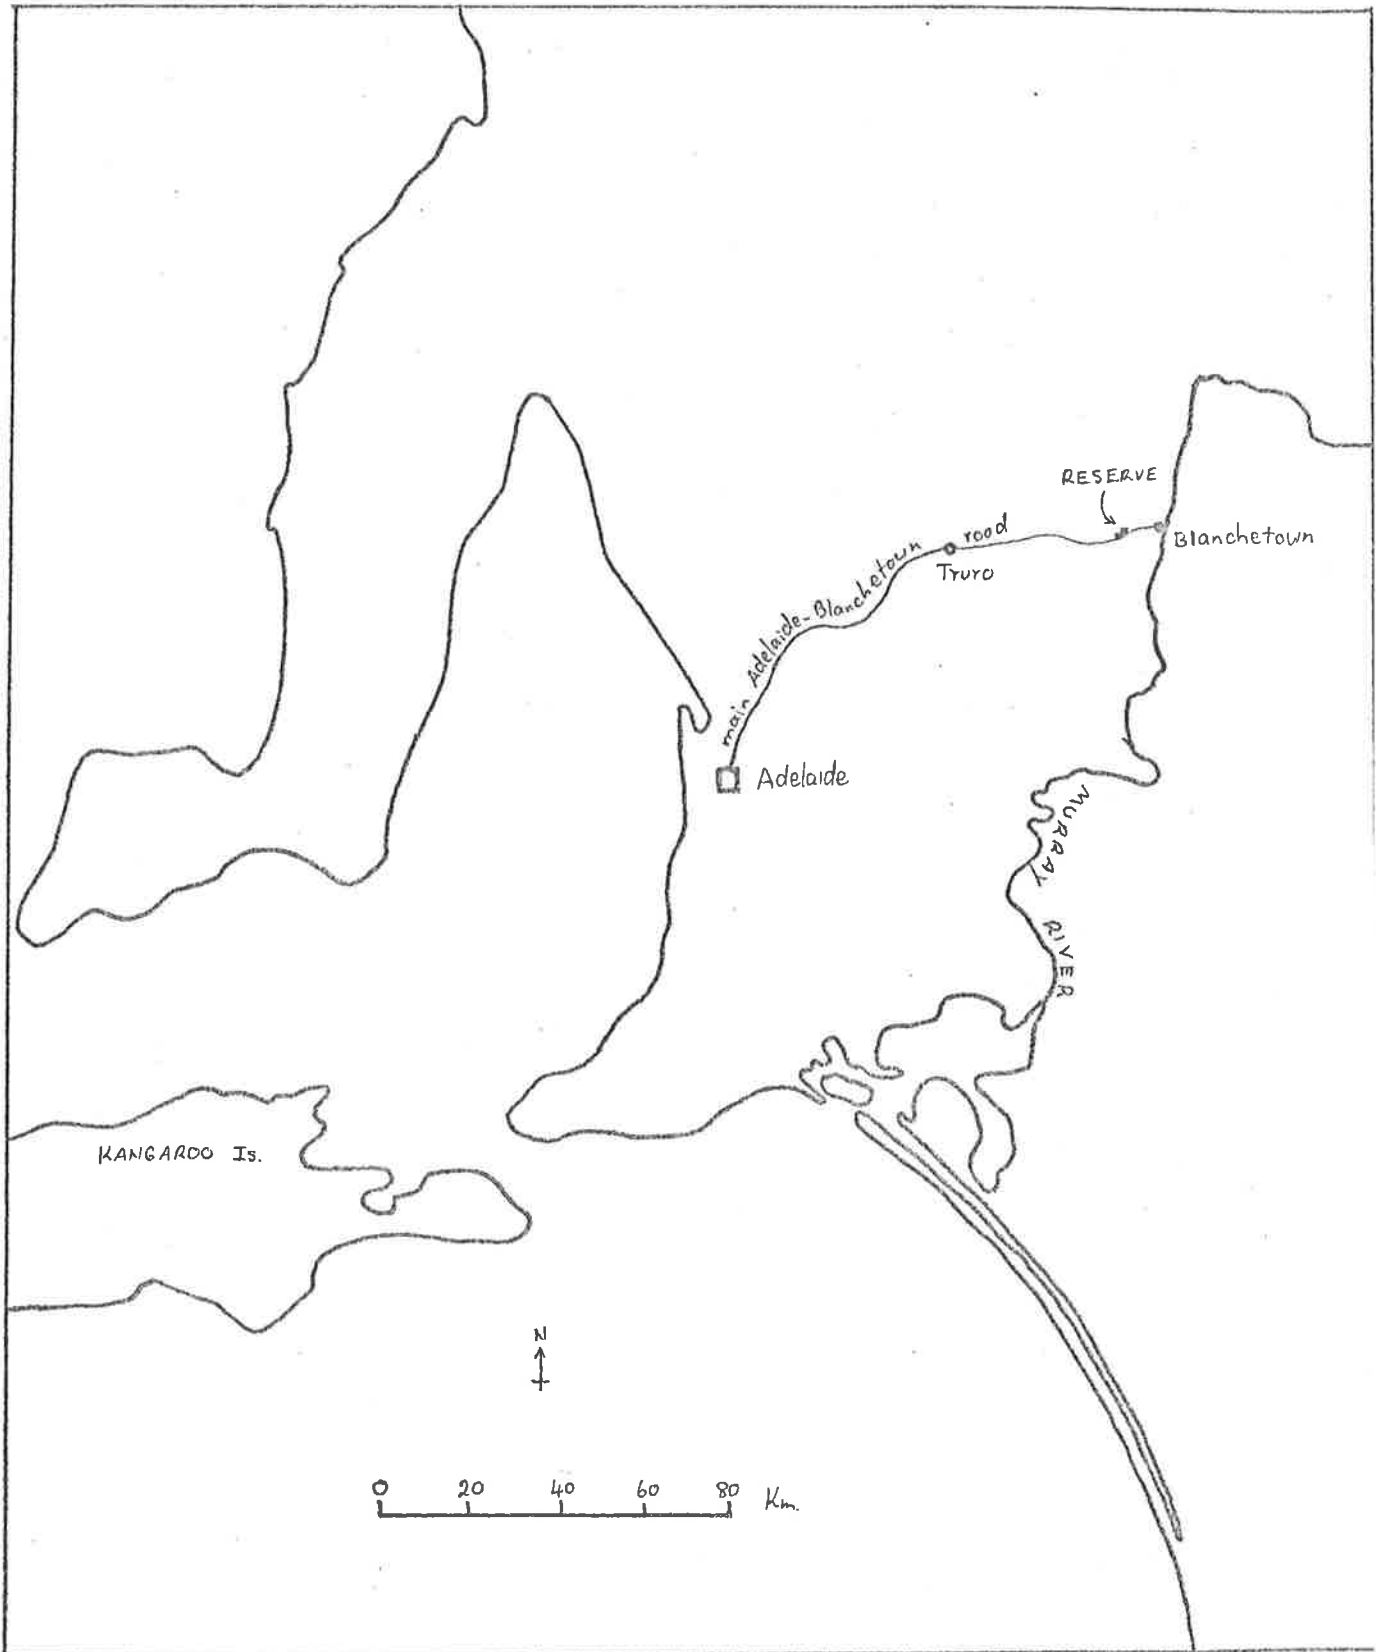 RESERVE
Blanchetown
main Adelaide-Blanchetown road
Truro
Adelaide
MURRAY RIVER
KANGAROO Is.
N
0 20 40 60 80 Km.